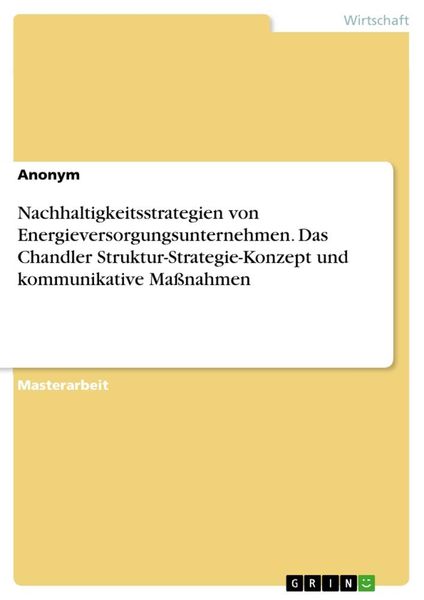 Wirtschaft
Anonym
Nachhaltigkeitsstrategien von
Energieversorgungsunternehmen. Das
Chandler Struktur-Strategie-Konzept und
kommunikative Maßnahmen
Masterarbeit
GRIN